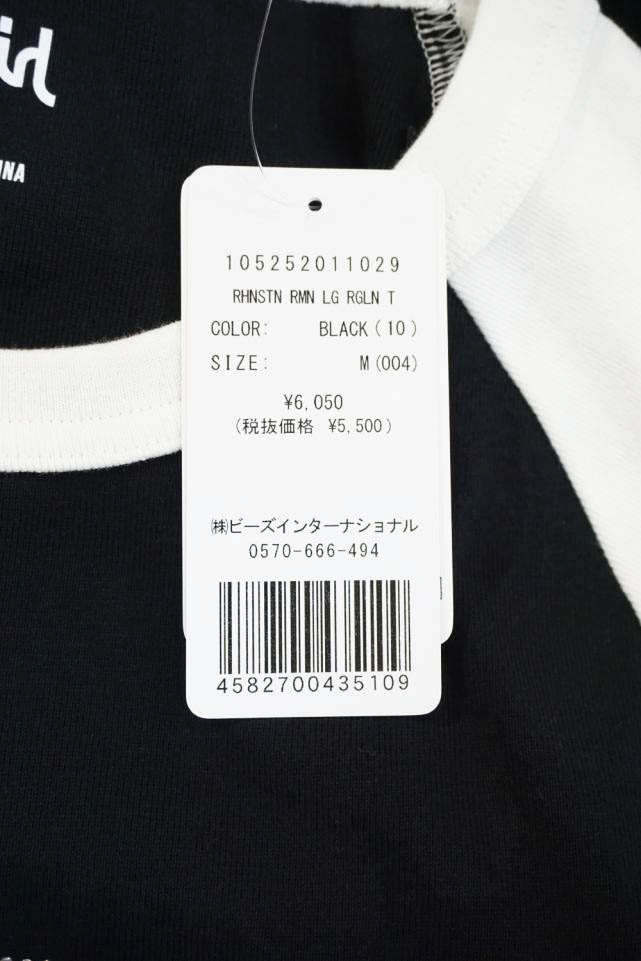 105252011029
RHNSTN RMN LG RGLN T
COLOR: BLACK(10)
SIZE: M(004)
¥6,050
(税抜価格 ¥5,500)
㈱ビーズインターナショナル
0570-666-494
4582700435109